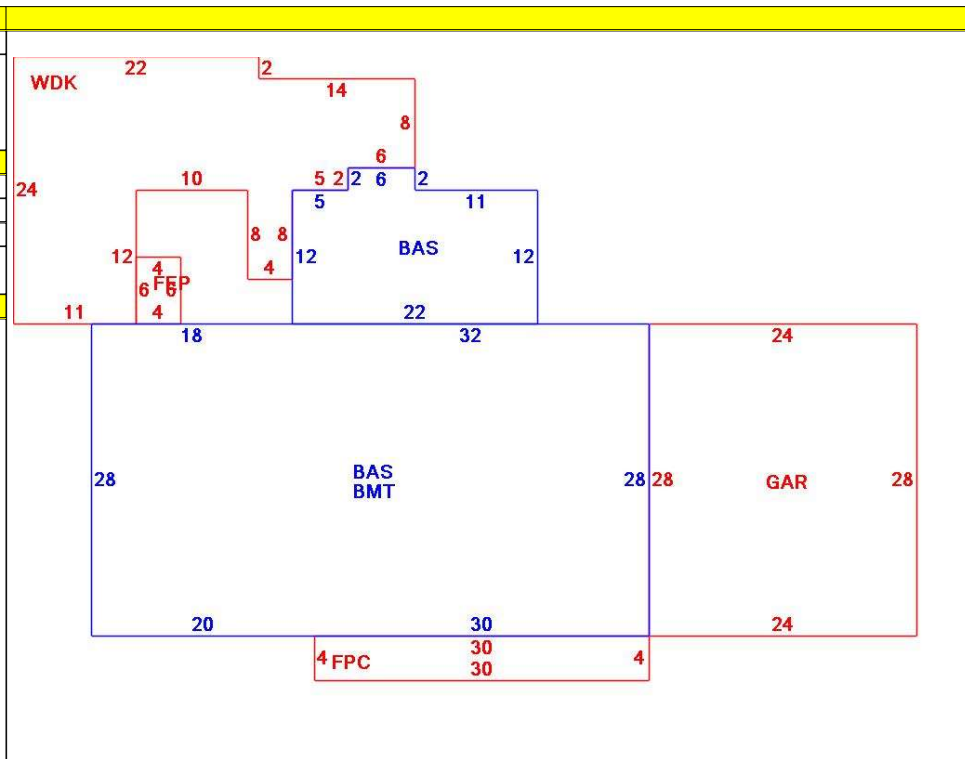 22 2
WDK
14
8
6
10 5 2 2 6 2
24 5 11
8 8 BAS
12 12 12
4 4
FEP
6 6
11 4 22
18 32 24
28 BAS 28 28 GAR 28
BMT
20 30 24
30
4 FPC 4
30